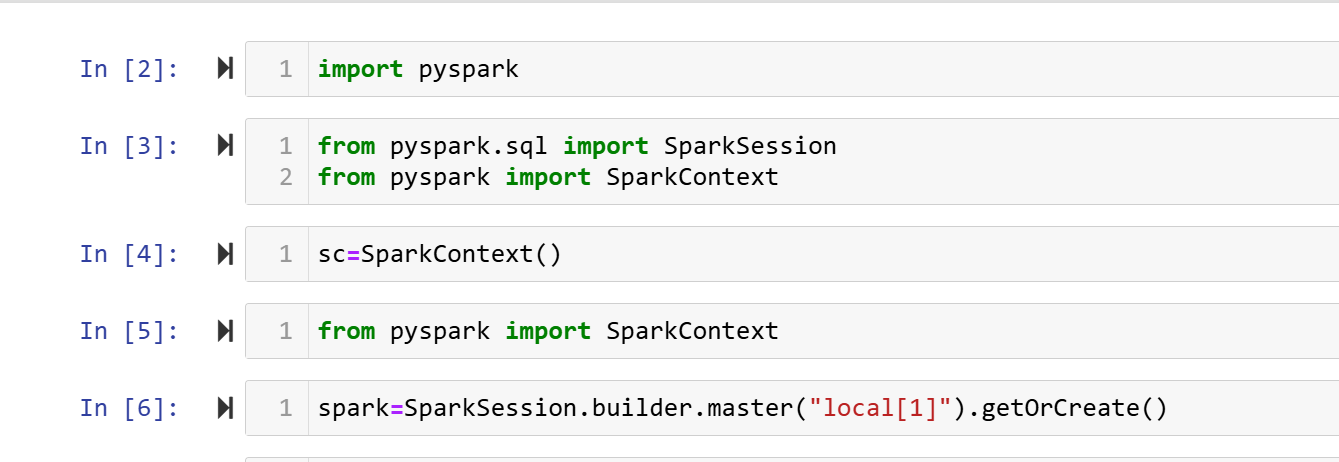 In [2]: 1 import pyspark
In [3]: 1 from pyspark.sql import SparkSession
2 from pyspark import SparkContext
In [4]: 1 sc=SparkContext()
In [5]: 1 from pyspark import SparkContext
In [6]: 1 spark=SparkSession.builder.master("local[1]").getOrCreate()